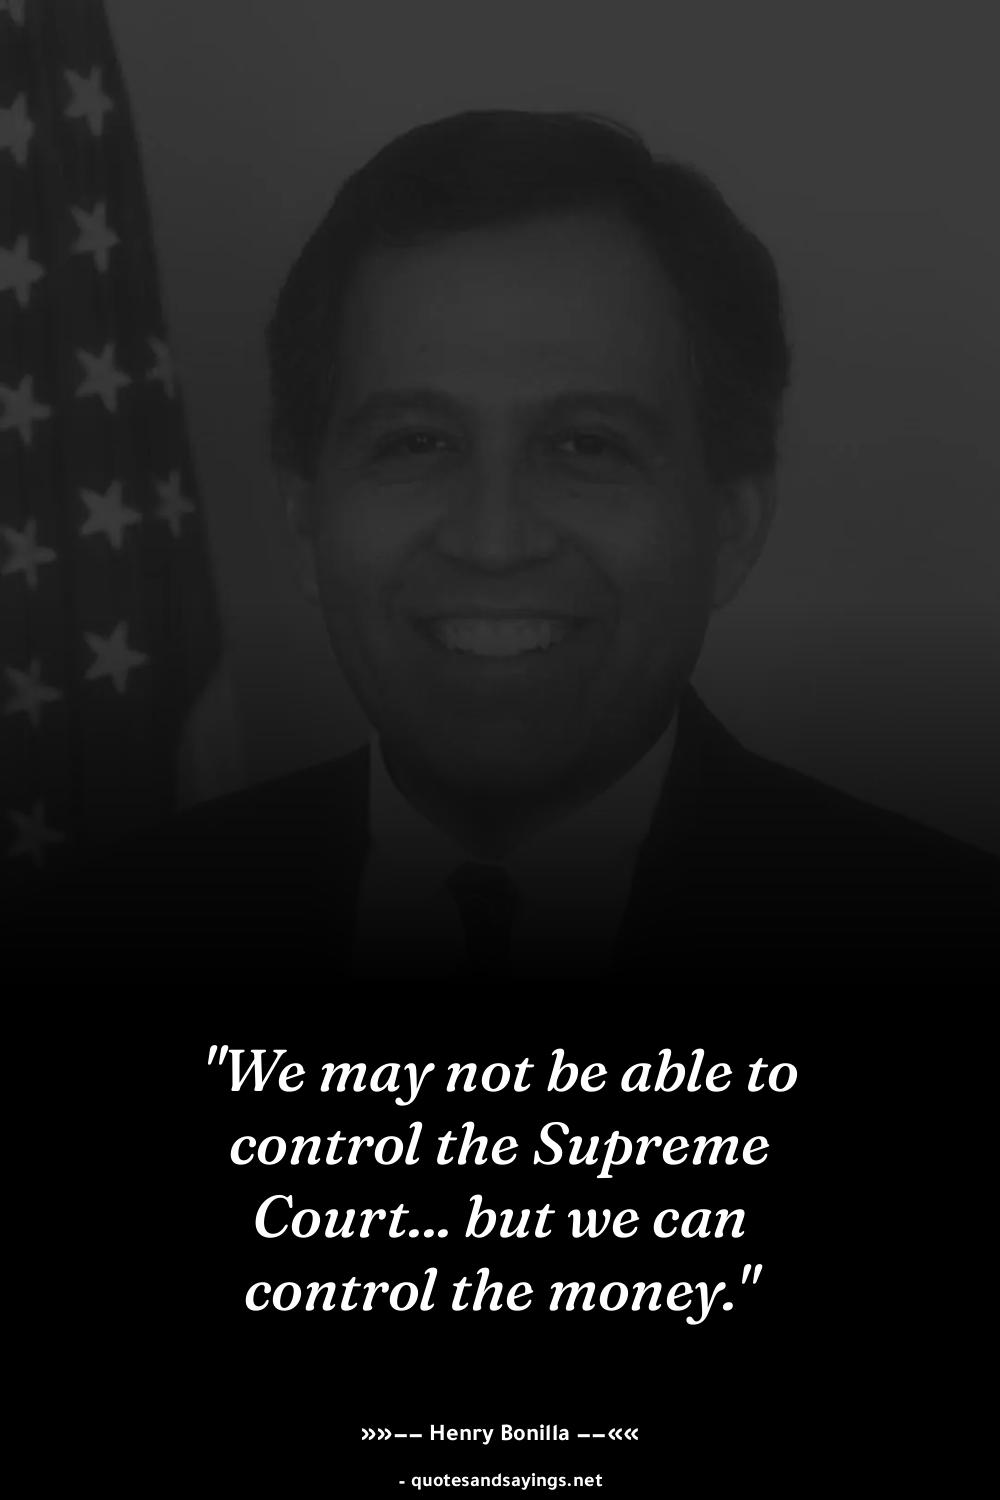 "We may not be able to
control the Supreme
Court... but we can
control the money."
»»—— Henry Bonilla ——««
- quotesandsayings.net